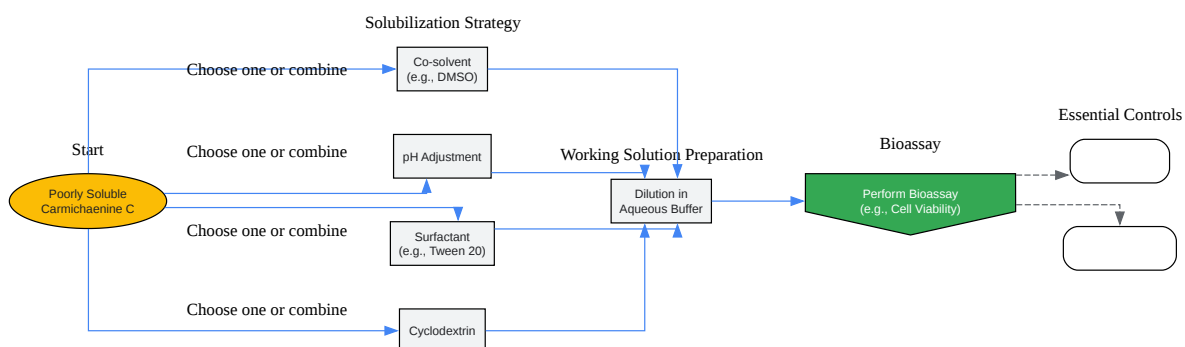 Solubilization Strategy
Choose one or combine
Co-solvent
(e.g., DMSO)
Essential Controls
Start
Choose one or combine
pH Adjustment
Working Solution Preparation
Bioassay
Poorly Soluble
Carmichaenine C
Dilution in
Aqueous Buffer
Perform Bioassay
(e.g., Cell Viability)
Choose one or combine
Surfactant
(e.g., Tween 20)
Choose one or combine
Cyclodextrin